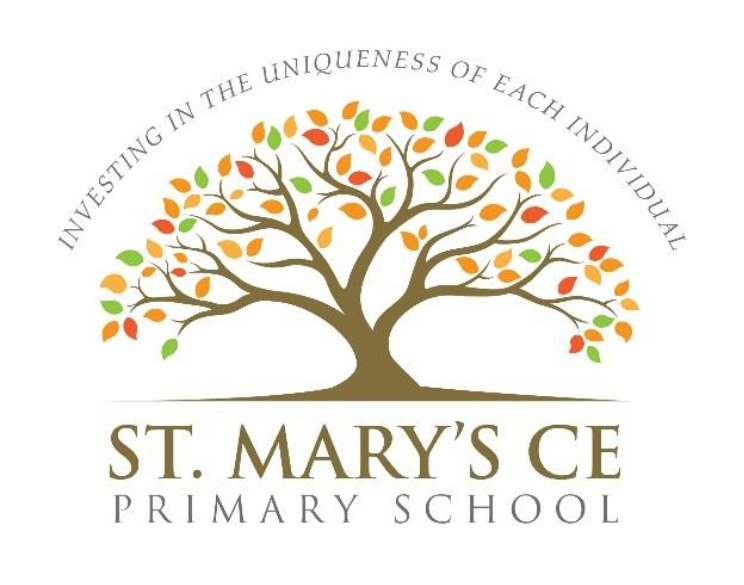 INVESTING IN THE UNIQUENESS OF EACH INDIVIDUAL
ST. MARY'S CE
PRIMARY SCHOOL